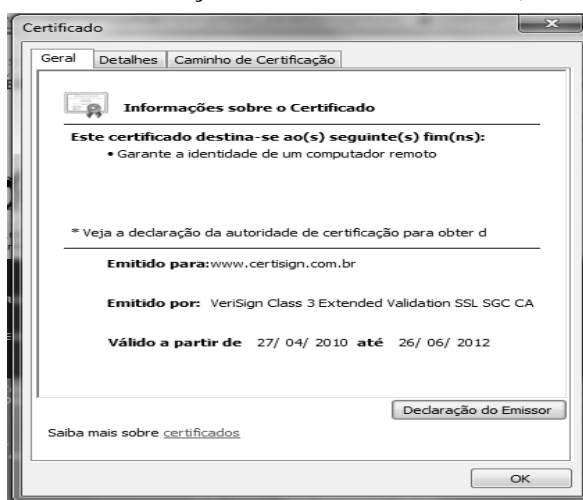 Certificado
Geral Detalhes Caminho de Certificação
Informações sobre o Certificado
Este certificado destina-se ao(s) seguinte(s) fim(ns):
• Garante a identidade de um computador remoto
* Veja a declaração da autoridade de certificação para obter d
Emitido para:www.certisign.com.br
Emitido por: VeriSign Class 3 Extended Validation SSL SGC CA
Válido a partir de 27/ 04/ 2010 até 26/ 06/ 2012
Declaração do Emissor
Saiba mais sobre certificados
OK